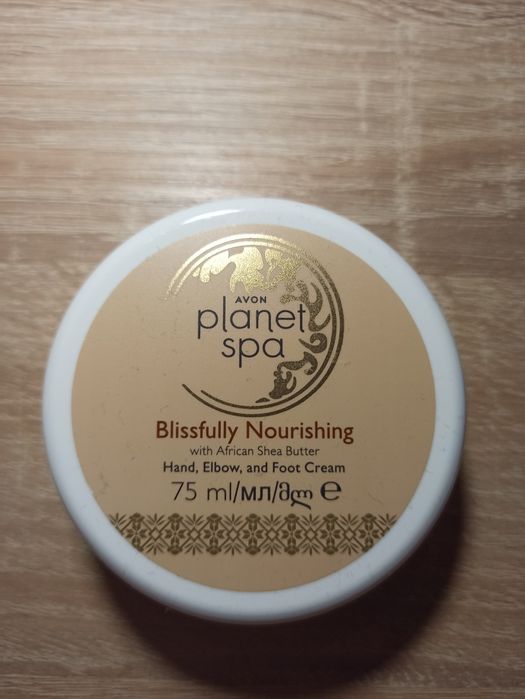 AVON
planet
spa
Blissfully Nourishing
with African Shea Butter
Hand, Elbow, and Foot Cream
75 ml/мл/მლ ℮